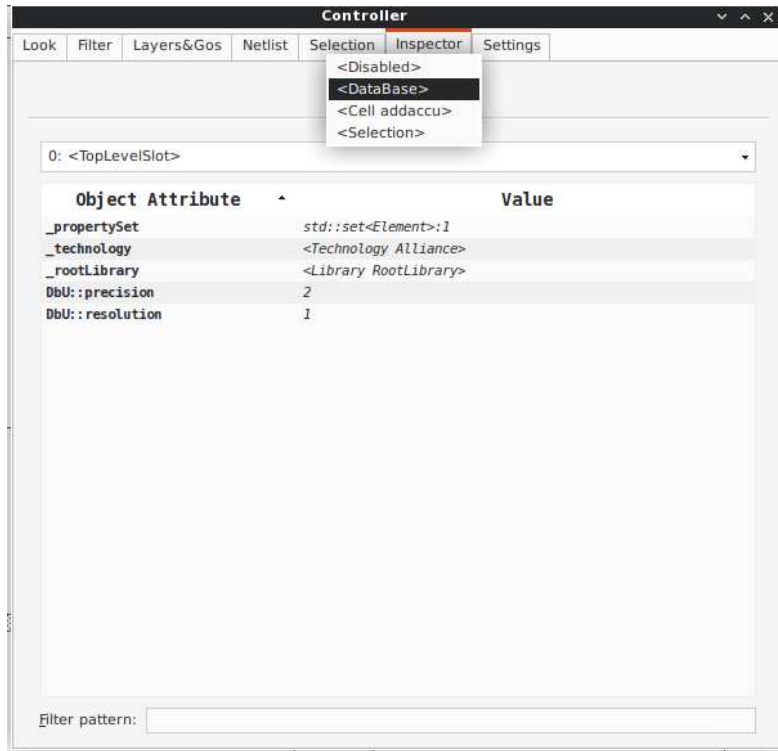 Controller
Look Filter Layers&Gos Netlist Selection Inspector Settings
<Disabled>
<DataBase>
<Cell addaccu>
<Selection>
0: <TopLevelSlot>
Object Attribute Value
_propertySet std::set<Element>:1
_technology <Technology Alliance>
_rootLibrary <Library RootLibrary>
DbU::precision 2
DbU::resolution 1
Filter pattern: